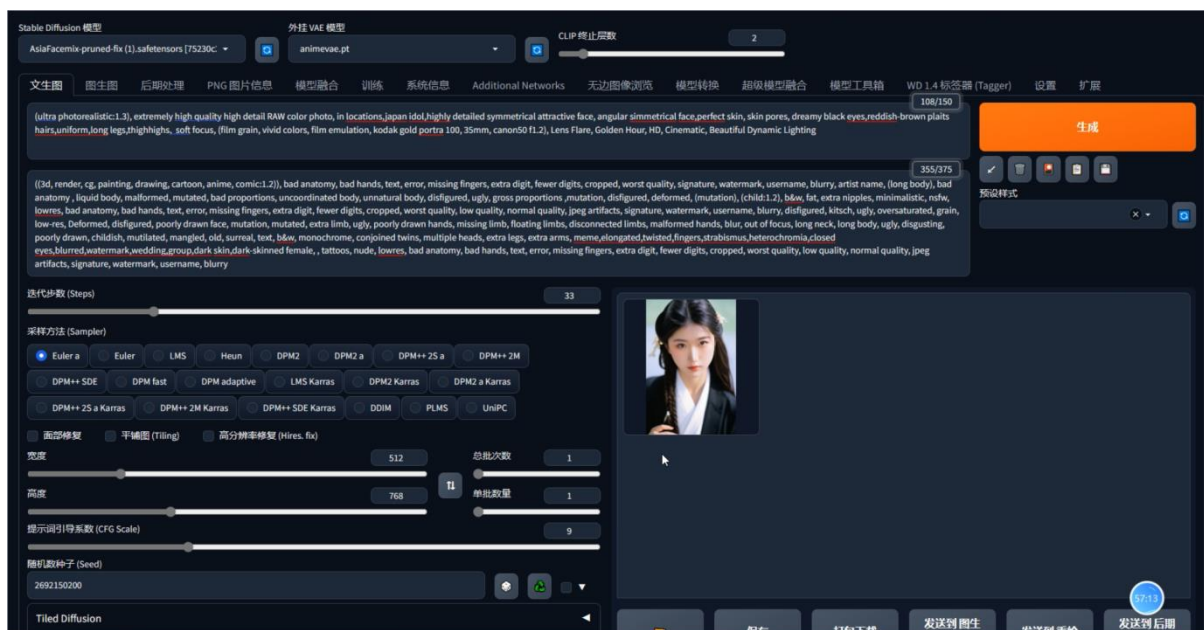 Stable Diffusion 模型
外挂 VAE 模型
CLIP 终止层数
2
AsiaFacemix-pruned-fix (1).safetensors [75230c:
animevae.pt
文生图 图生图 后期处理 PNG 图片信息 模型融合 训练 系统信息 Additional Networks 无边图像浏览 模型转换 超级模型融合 模型工具箱 WD 1.4 标签器 (Tagger) 设置 扩展
108/150
(ultra photorealistic:1.3), extremely high quality high detail RAW color photo, in locations,japan idol,highly detailed symmetrical attractive face, angular simmetrical face,perfect skin, skin pores, dreamy black eyes,reddish-brown plaits
hairs,uniform,long legs,thighhighs, soft focus, (film grain, vivid colors, film emulation, kodak gold portra 100, 35mm, canon50 f1.2), Lens Flare, Golden Hour, HD, Cinematic, Beautiful Dynamic Lighting
生成
355/375
((3d, render, cg, painting, drawing, cartoon, anime, comic:1.2)), bad anatomy, bad hands, text, error, missing fingers, extra digit, fewer digits, cropped, worst quality, signature, watermark, username, blurry, artist name, (long body), bad
anatomy , liquid body, malformed, mutated, bad proportions, uncoordinated body, unnatural body, disfigured, ugly, gross proportions ,mutation, disfigured, deformed, (mutation), (child:1.2), b&w, fat, extra nipples, minimalistic, nsfw,
lowres, bad anatomy, bad hands, text, error, missing fingers, extra digit, fewer digits, cropped, worst quality, low quality, normal quality, jpeg artifacts, signature, watermark, username, blurry, disfigured, kitsch, ugly, oversaturated, grain,
low-res, Deformed, disfigured, poorly drawn face, mutation, mutated, extra limb, ugly, poorly drawn hands, missing limb, floating limbs, disconnected limbs, malformed hands, blur, out of focus, long neck, long body, ugly, disgusting,
poorly drawn, childish, mutilated, mangled, old, surreal, text, b&w, monochrome, conjoined twins, multiple heads, extra legs, extra arms, meme,elongated,twisted,fingers,strabismus,heterochromia,closed
eyes,blurred,watermark,wedding,group,dark skin,dark-skinned female, , tattoos, nude, lowres, bad anatomy, bad hands, text, error, missing fingers, extra digit, fewer digits, cropped, worst quality, low quality, normal quality, jpeg
artifacts, signature, watermark, username, blurry
预设样式
迭代步数 (Steps)
33
采样方法 (Sampler)
Euler a Euler LMS Heun DPM2 DPM2 a DPM++ 2S a DPM++ 2M
DPM++ SDE DPM fast DPM adaptive LMS Karras DPM2 Karras DPM2 a Karras
DPM++ 2S a Karras DPM++ 2M Karras DPM++ SDE Karras DDIM PLMS UniPC
面部修复 平铺图 (Tiling) 高分辨率修复 (Hires. fix)
宽度
512
总批次数
1
高度
768
单批数量
1
提示词引导系数 (CFG Scale)
9
随机数种子 (Seed)
2692150200
Tiled Diffusion
57:13
保存
打包下载
发送到 图生
发送到 重绘
发送到 后期